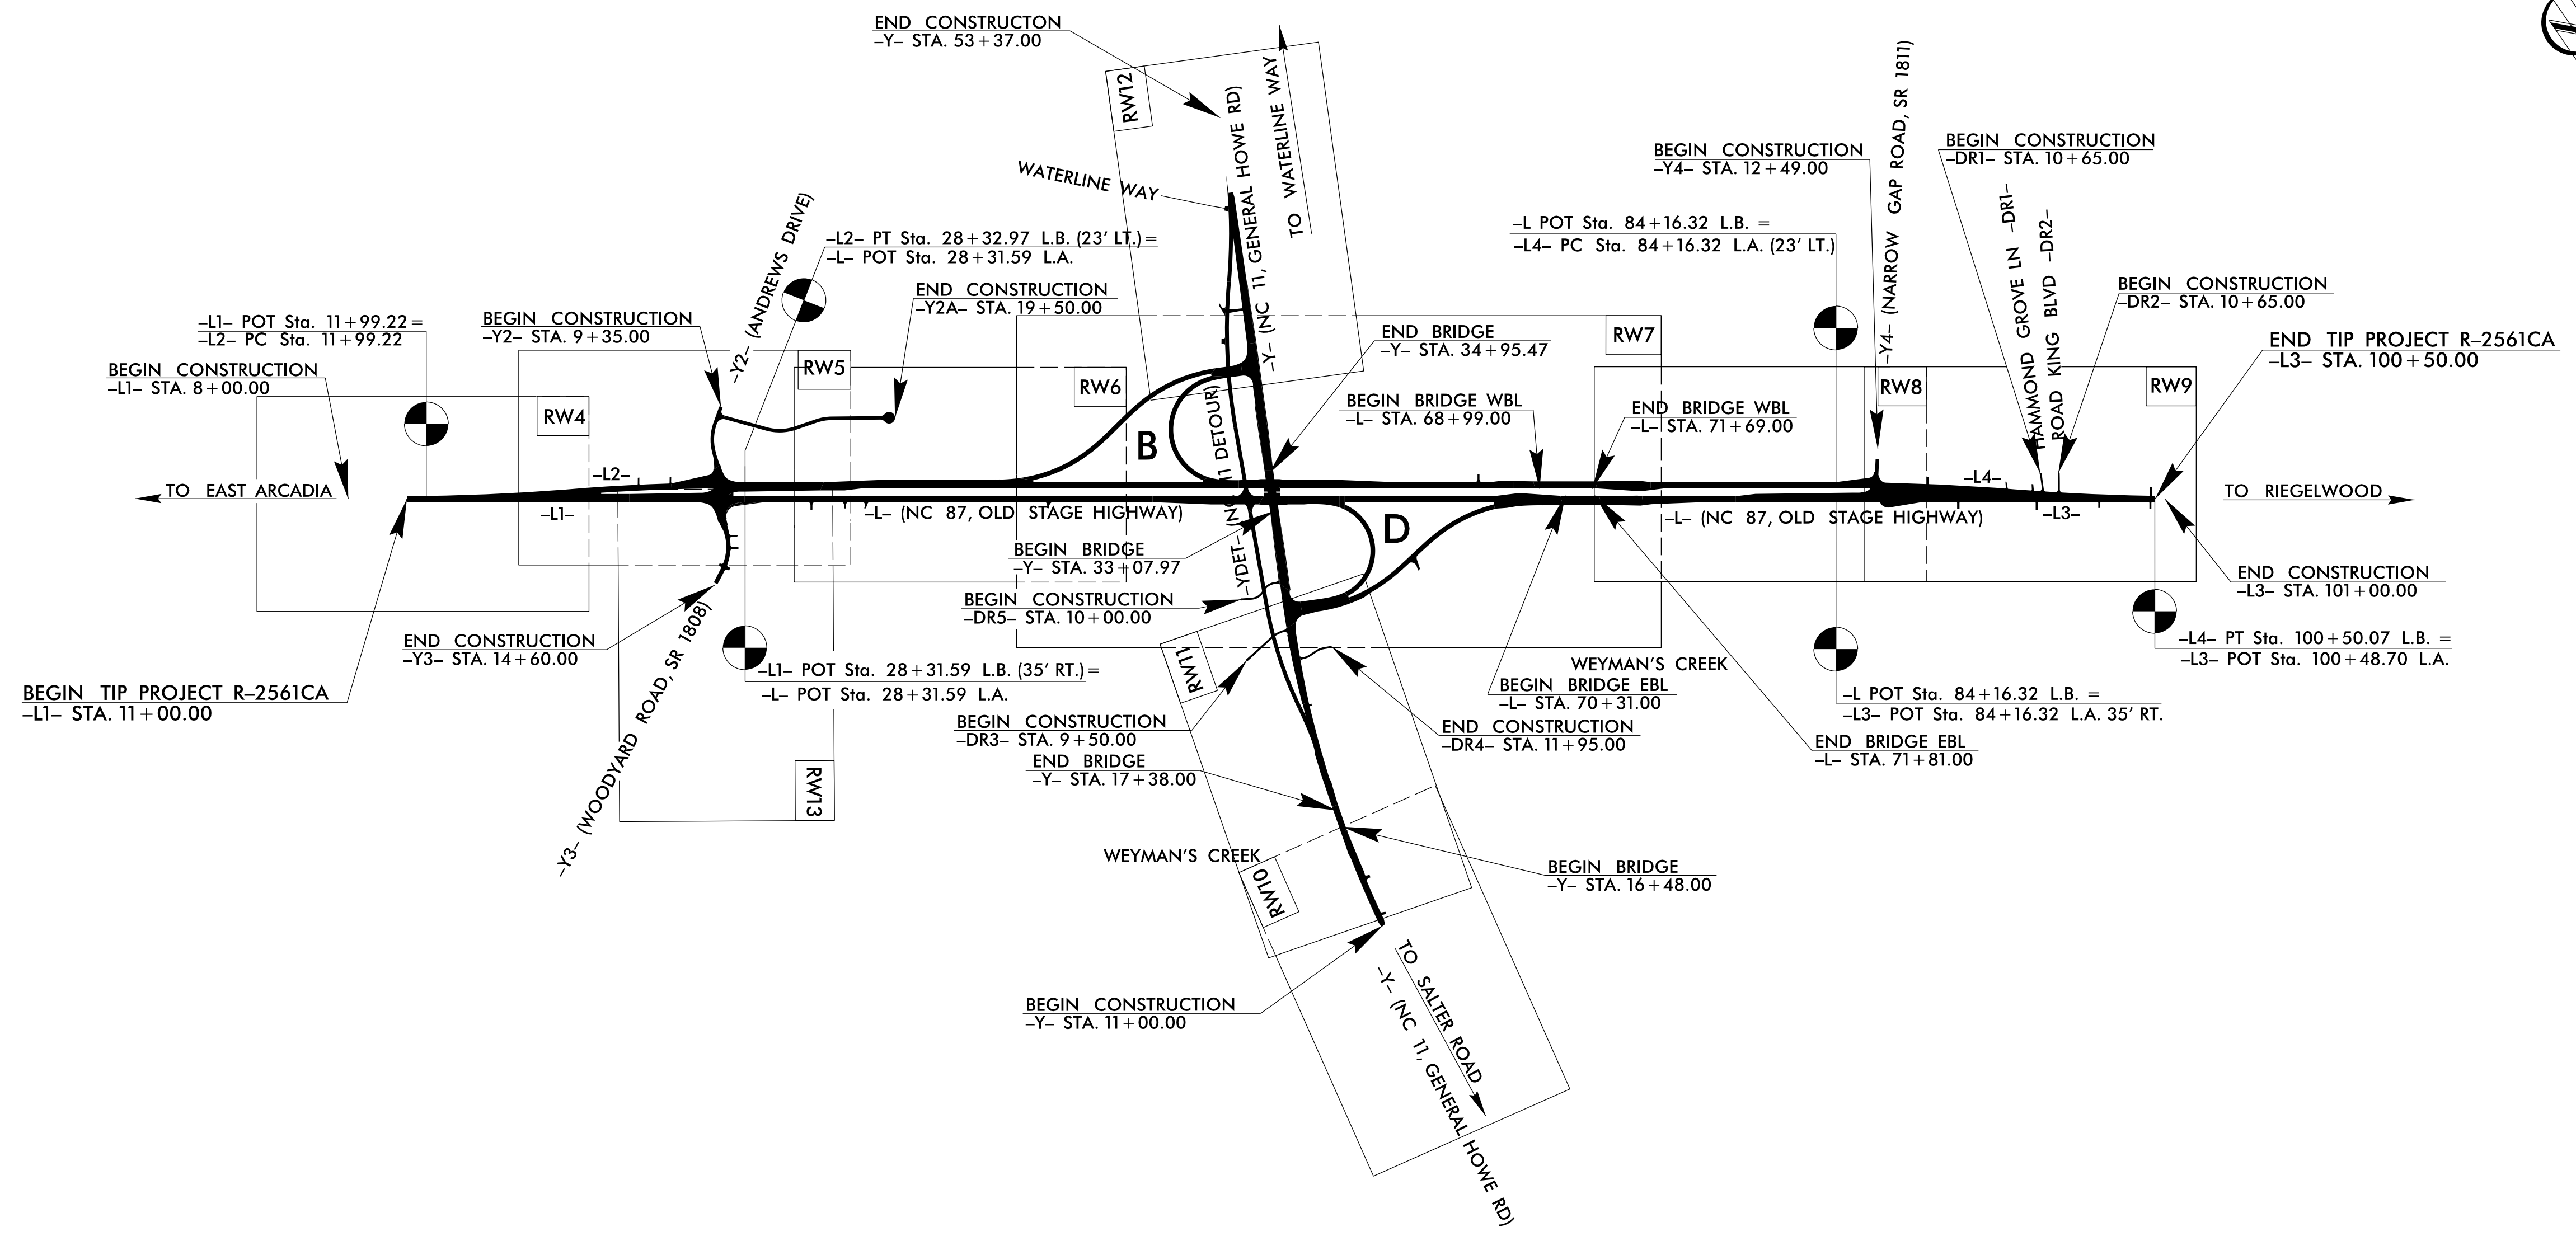 END CONSTRUCTON
–Y– STA. 53+37.00
RW12
–Y– (NC 11, GENERAL HOWE RD)
TO WATERLINE WAY
WATERLINE WAY
BEGIN CONSTRUCTION
–Y4– STA. 12+49.00
–Y4– (NARROW GAP ROAD, SR 1811)
BEGIN CONSTRUCTION
–DR1– STA. 10+65.00
HAMMOND GROVE LN –DR1–
ROAD KING BLVD –DR2–
–L POT Sta. 84+16.32 L.B. =
–L4– PC Sta. 84+16.32 L.A. (23' LT.)
–Y2– (ANDREWS DRIVE)
–L2– PT Sta. 28+32.97 L.B. (23' LT.) =
–L– POT Sta. 28+31.59 L.A.
END CONSTRUCTION
–Y2A– STA. 19+50.00
BEGIN CONSTRUCTION
–DR2– STA. 10+65.00
–L1– POT Sta. 11+99.22 =
–L2– PC Sta. 11+99.22
BEGIN CONSTRUCTION
–Y2– STA. 9+35.00
END BRIDGE
–Y– STA. 34+95.47
RW7
END TIP PROJECT R–2561CA
–L3– STA. 100+50.00
BEGIN CONSTRUCTION
–L1– STA. 8+00.00
RW5
RW6
RW8
RW9
RW4
BEGIN BRIDGE WBL
–L– STA. 68+99.00
END BRIDGE WBL
–L– STA. 71+69.00
B
–L2–
–L4–
TO EAST ARCADIA
TO RIEGELWOOD
–L1–
–L– (NC 87, OLD STAGE HIGHWAY)
–YDET– (NC 11 DETOUR)
D
–L– (NC 87, OLD STAGE HIGHWAY)
–L3–
BEGIN BRIDGE
–Y– STA. 33+07.97
END CONSTRUCTION
–L3– STA. 101+00.00
BEGIN CONSTRUCTION
–DR5– STA. 10+00.00
END CONSTRUCTION
–Y3– STA. 14+60.00
–L4– PT Sta. 100+50.07 L.B. =
–L3– POT Sta. 100+48.70 L.A.
–L1– POT Sta. 28+31.59 L.B. (35' RT.) =
–L– POT Sta. 28+31.59 L.A.
RW11
WEYMAN'S CREEK
BEGIN BRIDGE EBL
–L– STA. 70+31.00
BEGIN TIP PROJECT R–2561CA
–L1– STA. 11+00.00
–L POT Sta. 84+16.32 L.B. =
–L3– POT Sta. 84+16.32 L.A. 35' RT.
BEGIN CONSTRUCTION
–DR3– STA. 9+50.00
END CONSTRUCTION
–DR4– STA. 11+95.00
END BRIDGE EBL
–L– STA. 71+81.00
END BRIDGE
–Y– STA. 17+38.00
RW13
–Y3– (WOODYARD ROAD, SR 1808)
WEYMAN'S CREEK
RW10
BEGIN BRIDGE
–Y– STA. 16+48.00
BEGIN CONSTRUCTION
–Y– STA. 11+00.00
TO SALTER ROAD
–Y– (NC 11, GENERAL HOWE RD)